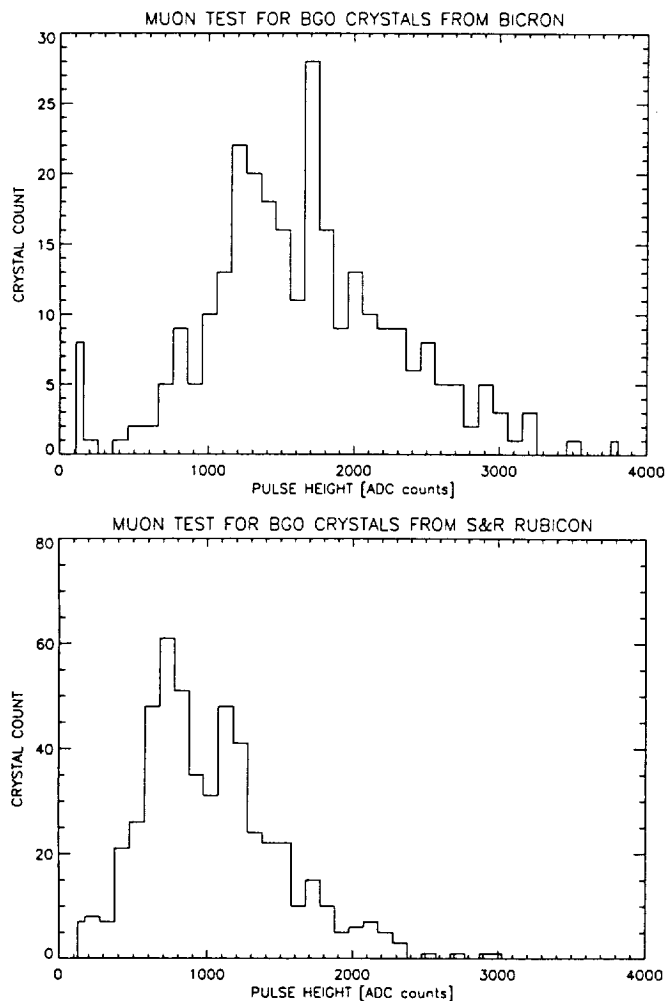 MUON TEST FOR BGO CRYSTALS FROM BICRON
30
25
20
15
10
5
0
CRYSTAL COUNT
0 1000 2000 3000 4000
PULSE HEIGHT [ADC counts]
MUON TEST FOR BGO CRYSTALS FROM S&R RUBICON
80
60
40
20
0
CRYSTAL COUNT
0 1000 2000 3000 4000
PULSE HEIGHT [ADC counts]